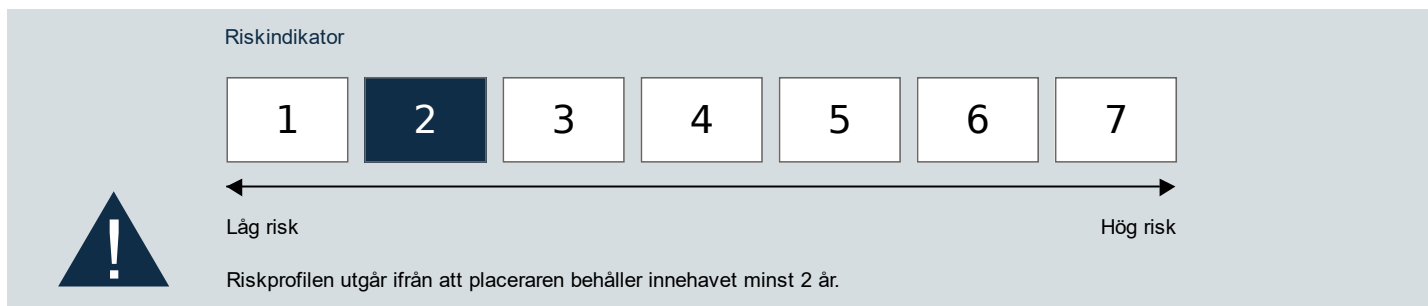 Riskindikator
1 2 3 4 5 6 7
Låg risk Hög risk
!
Riskprofilen utgår ifrån att placeraren behåller innehavet minst 2 år.